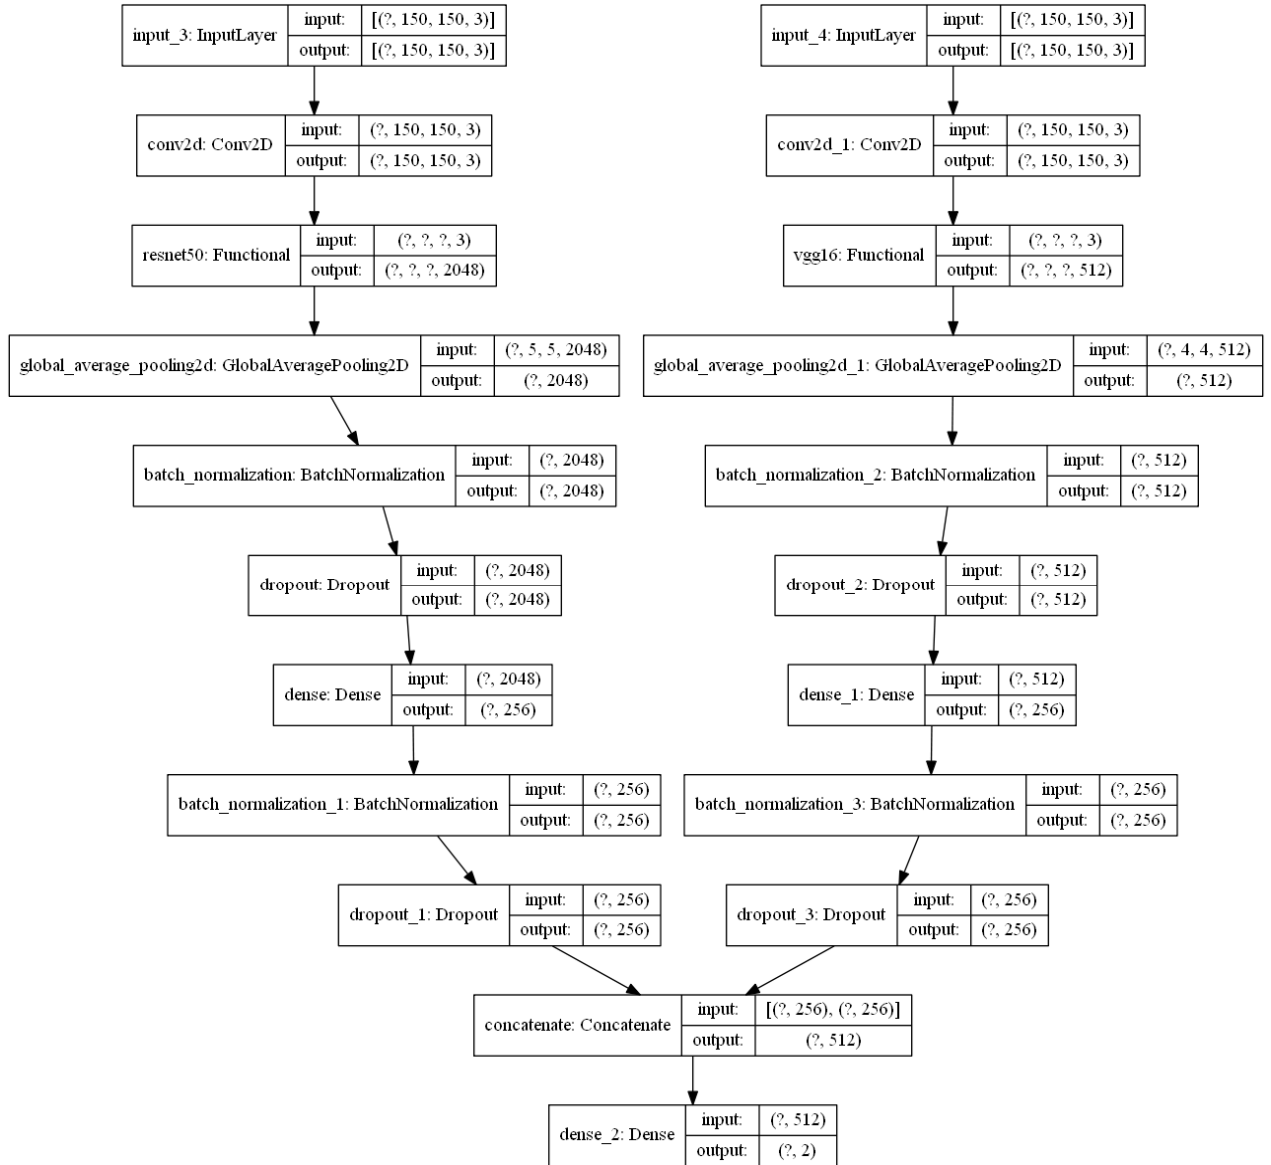 input_3: InputLayer
input: [(?, 150, 150, 3)]
output: [(?, 150, 150, 3)]
input_4: InputLayer
input: [(?, 150, 150, 3)]
output: [(?, 150, 150, 3)]
conv2d: Conv2D
input: (?, 150, 150, 3)
output: (?, 150, 150, 3)
conv2d_1: Conv2D
input: (?, 150, 150, 3)
output: (?, 150, 150, 3)
resnet50: Functional
input: (?, ?, ?, 3)
output: (?, ?, ?, 2048)
vgg16: Functional
input: (?, ?, ?, 3)
output: (?, ?, ?, 512)
global_average_pooling2d: GlobalAveragePooling2D
input: (?, 5, 5, 2048)
output: (?, 2048)
global_average_pooling2d_1: GlobalAveragePooling2D
input: (?, 4, 4, 512)
output: (?, 512)
batch_normalization: BatchNormalization
input: (?, 2048)
output: (?, 2048)
batch_normalization_2: BatchNormalization
input: (?, 512)
output: (?, 512)
dropout: Dropout
input: (?, 2048)
output: (?, 2048)
dropout_2: Dropout
input: (?, 512)
output: (?, 512)
dense: Dense
input: (?, 2048)
output: (?, 256)
dense_1: Dense
input: (?, 512)
output: (?, 256)
batch_normalization_1: BatchNormalization
input: (?, 256)
output: (?, 256)
batch_normalization_3: BatchNormalization
input: (?, 256)
output: (?, 256)
dropout_1: Dropout
input: (?, 256)
output: (?, 256)
dropout_3: Dropout
input: (?, 256)
output: (?, 256)
concatenate: Concatenate
input: [(?, 256), (?, 256)]
output: (?, 512)
dense_2: Dense
input: (?, 512)
output: (?, 2)